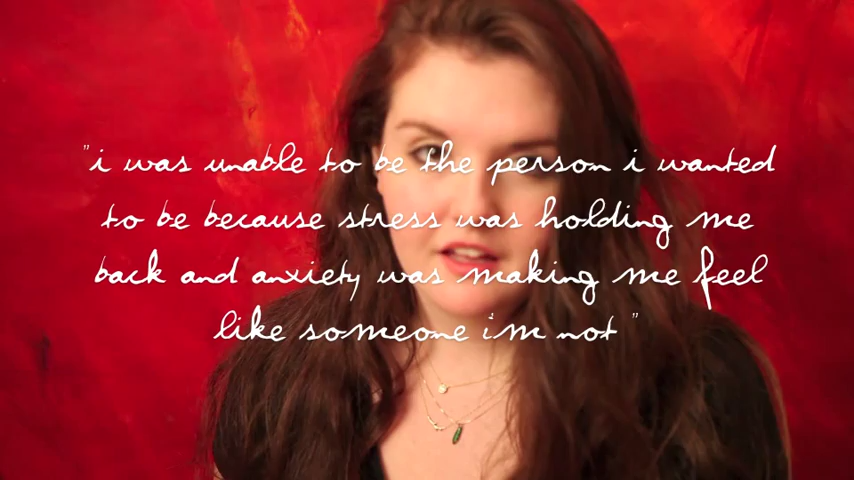 "i was unable to be the person i wanted
to be because stress was holding me
back and anxiety was making me feel
like someone i'm not "